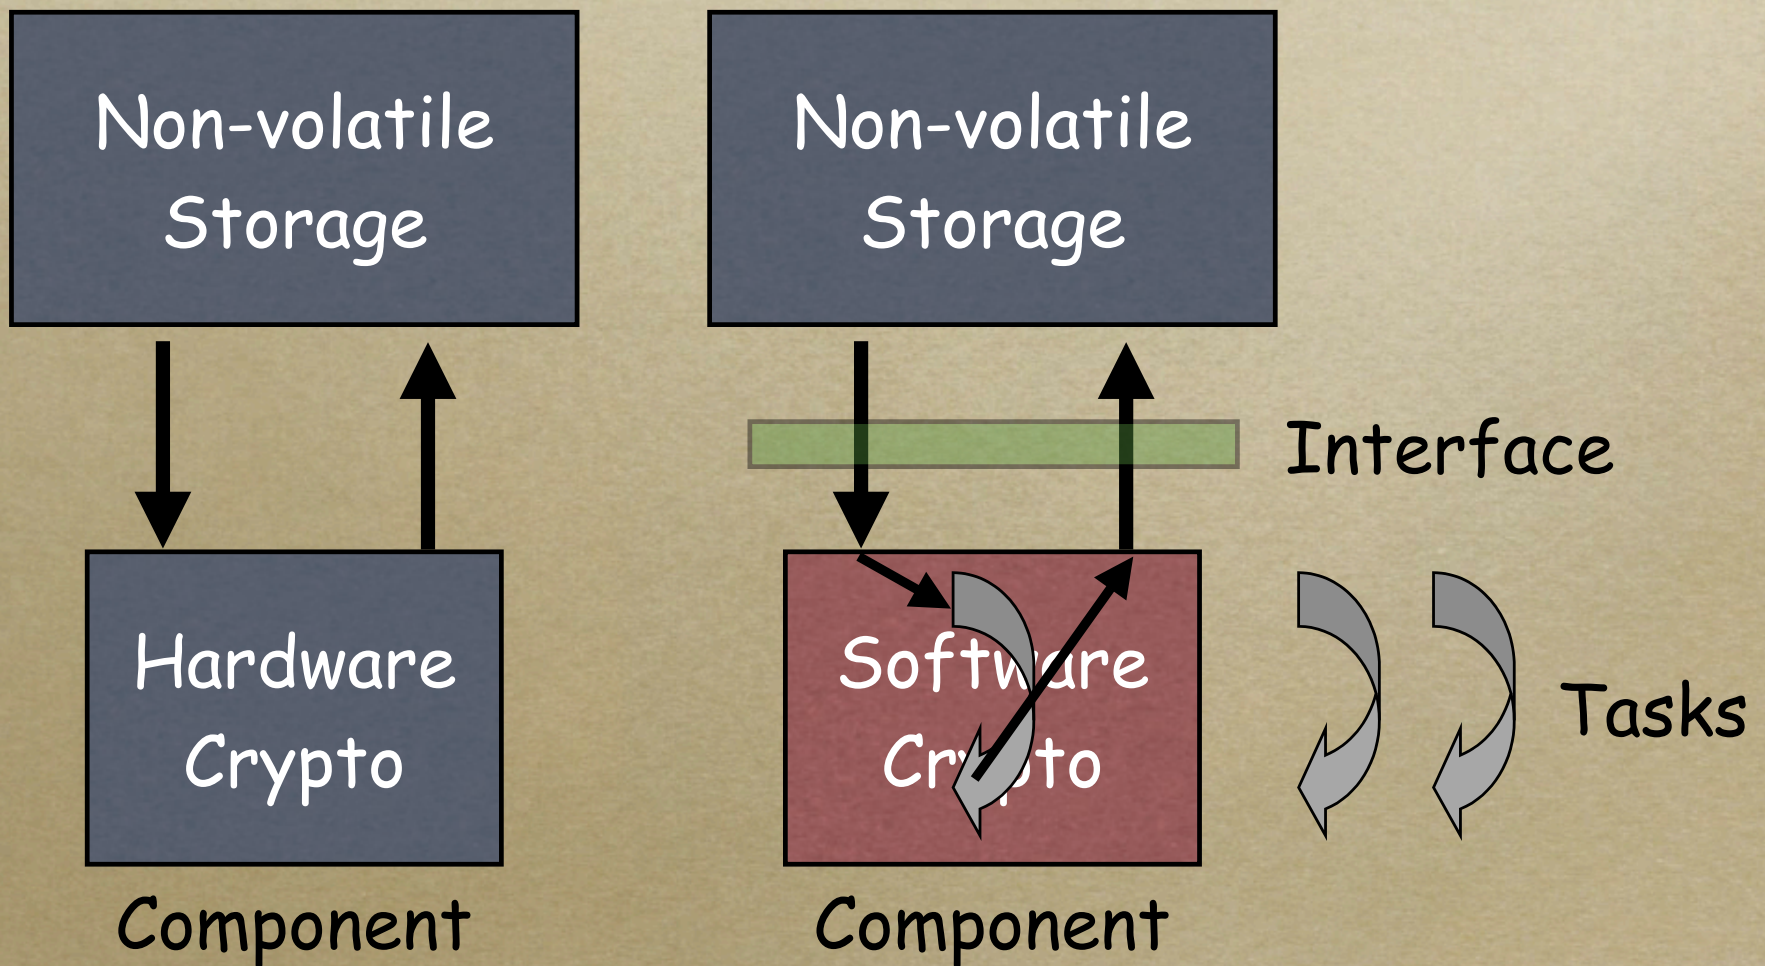 Non-volatile
Storage
Non-volatile
Storage
Interface
Hardware
Crypto
Software
Crypto
Tasks
Component
Component